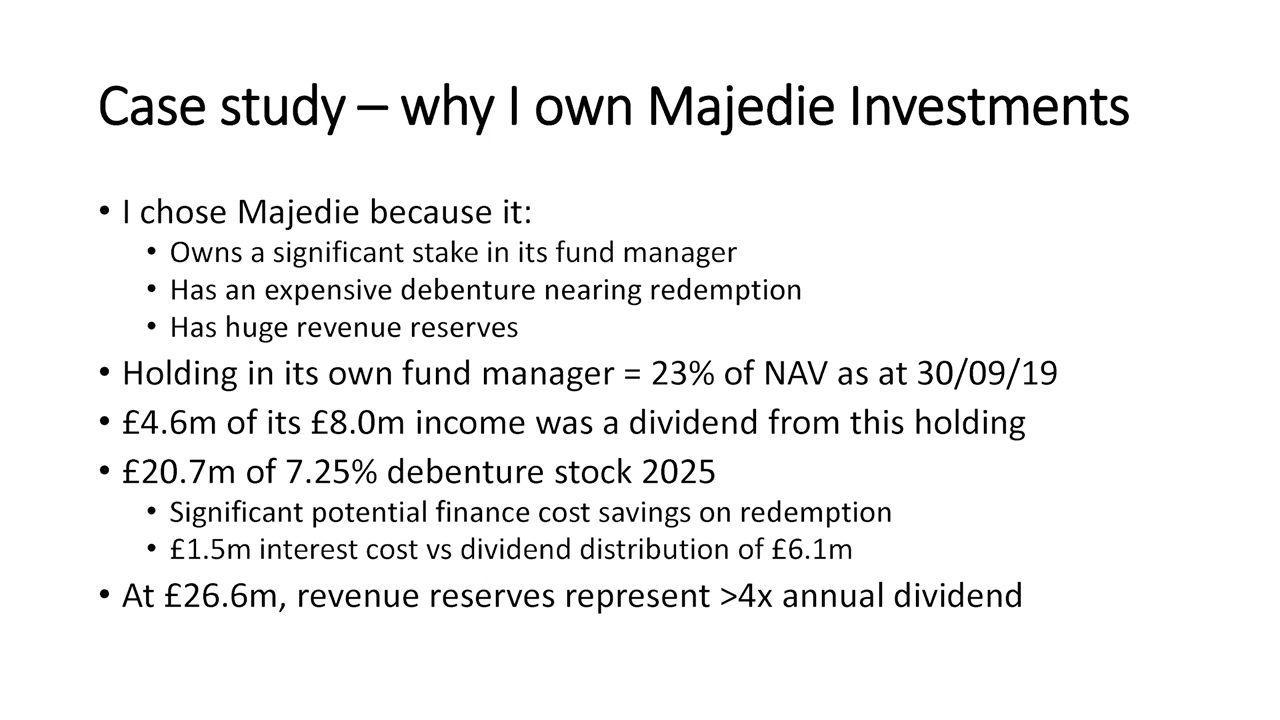 Case study – why I own Majedie Investments
• I chose Majedie because it:
• Owns a significant stake in its fund manager
• Has an expensive debenture nearing redemption
• Has huge revenue reserves
• Holding in its own fund manager = 23% of NAV as at 30/09/19
• £4.6m of its £8.0m income was a dividend from this holding
• £20.7m of 7.25% debenture stock 2025
• Significant potential finance cost savings on redemption
• £1.5m interest cost vs dividend distribution of £6.1m
• At £26.6m, revenue reserves represent >4x annual dividend